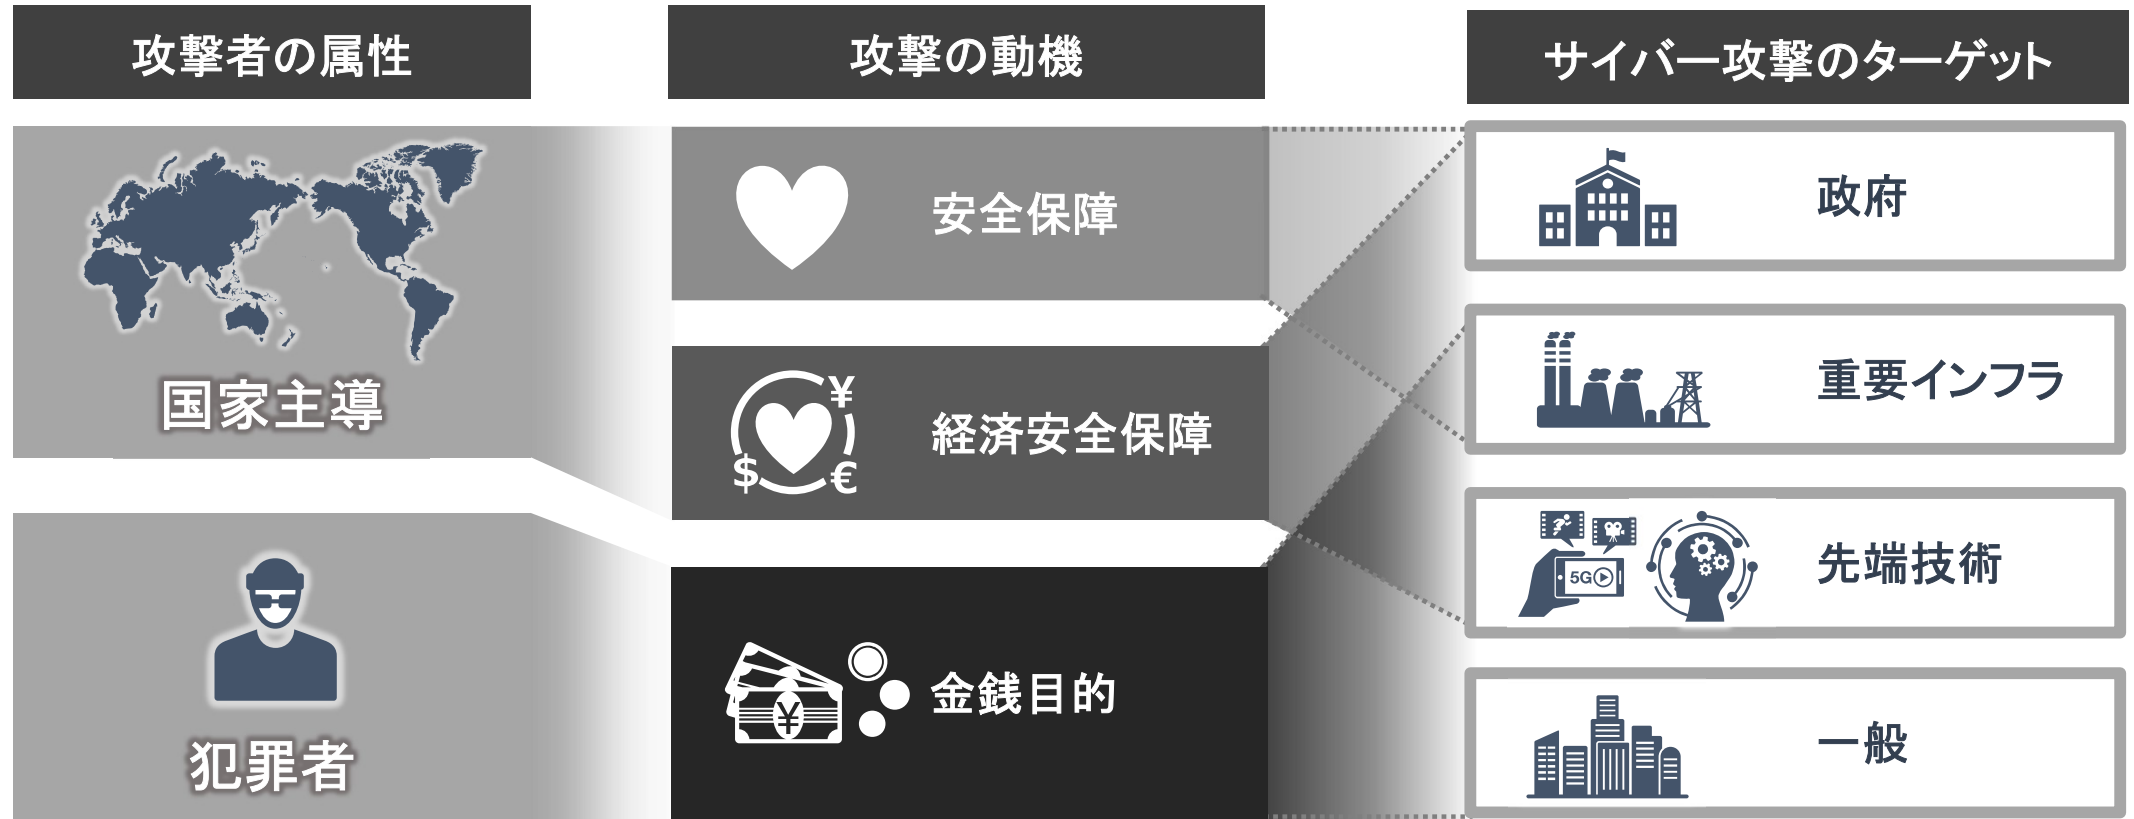 攻撃者の属性
攻撃の動機
サイバー攻撃のターゲット
国家主導
犯罪者
安全保障
¥
$
€
経済安全保障
¥
金銭目的
政府
重要インフラ
5G
先端技術
一般